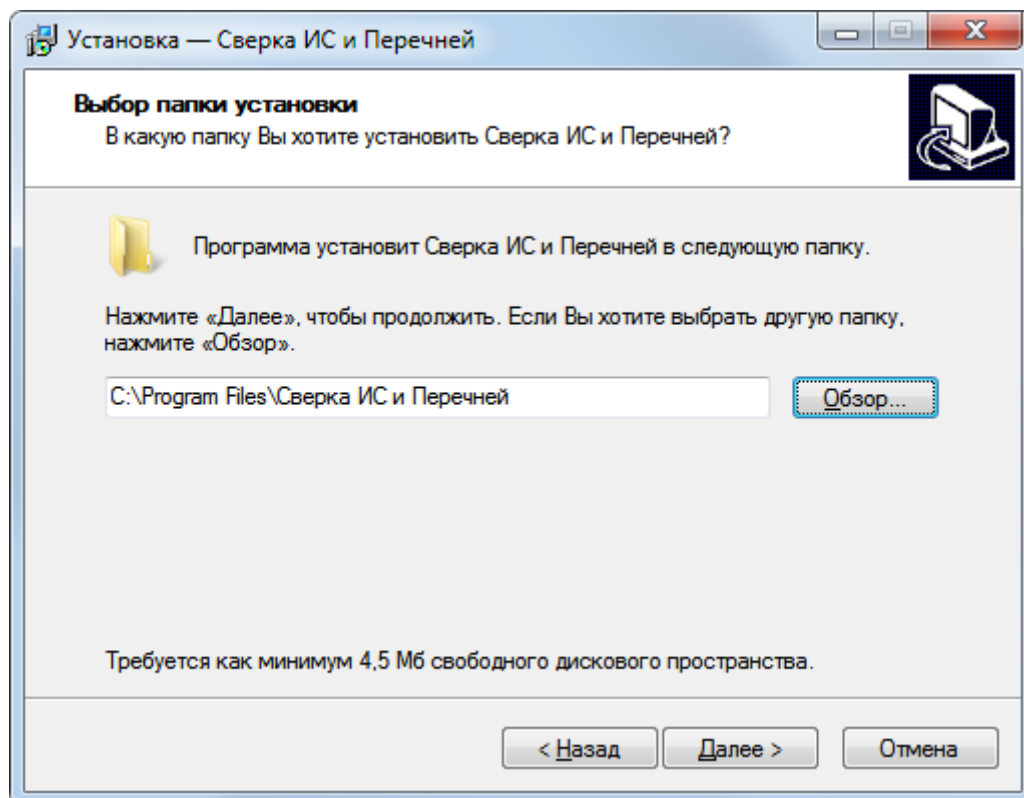 Установка — Сверка ИС и Перечней
Выбор папки установки
В какую папку Вы хотите установить Сверка ИС и Перечней?
Программа установит Сверка ИС и Перечней в следующую папку.
Нажмите «Далее», чтобы продолжить. Если Вы хотите выбрать другую папку,
нажмите «Обзор».
C:\Program Files\Сверка ИС и Перечней
Обзор...
Требуется как минимум 4,5 Мб свободного дискового пространства.
< Назад
Далее >
Отмена